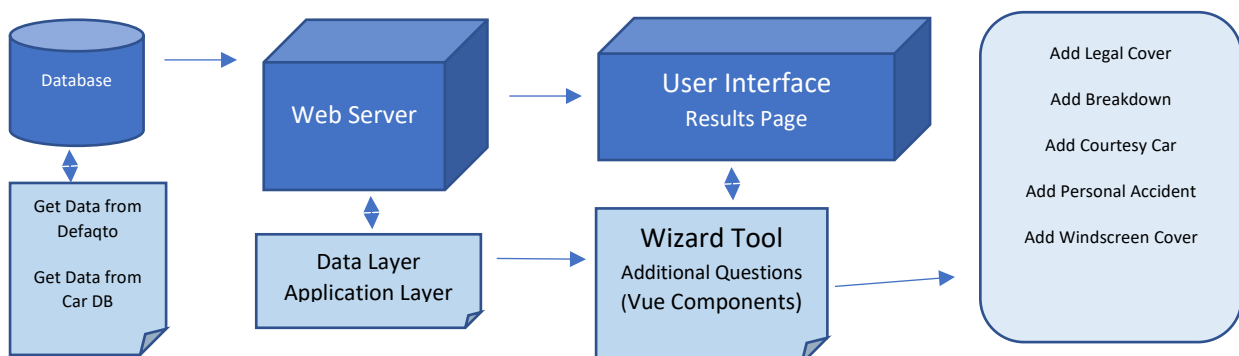 Database
Get Data from
Defaqto
Get Data from
Car DB
Web Server
Data Layer
Application Layer
User Interface
Results Page
Wizard Tool
Additional Questions
(Vue Components)
Add Legal Cover
Add Breakdown
Add Courtesy Car
Add Personal Accident
Add Windscreen Cover